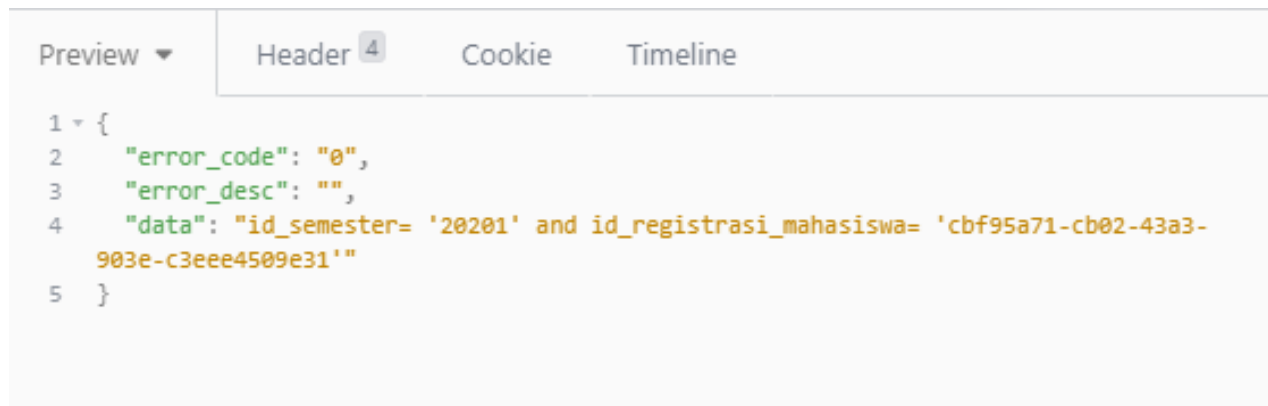 Preview Header 4 Cookie Timeline
1 {
2 "error_code": "0",
3 "error_desc": "",
4 "data": "id_semester= '20201' and id_registrasi_mahasiswa= 'cbf95a71-cb02-43a3-
903e-c3eee4509e31'"
5 }